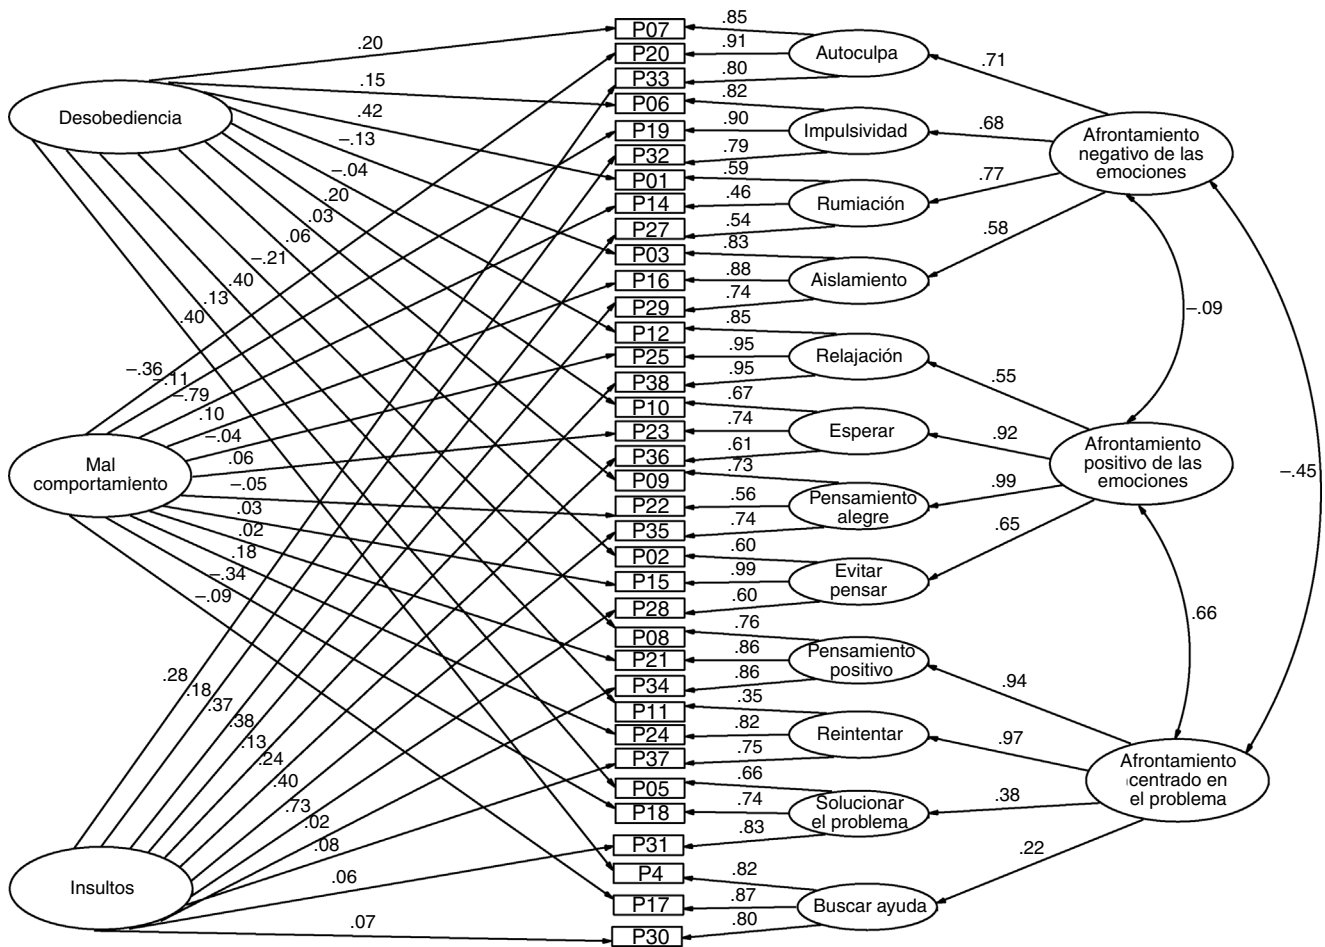 P07
P20
P33
P06
P19
P32
P01
P14
P27
P03
P16
P29
P12
P25
P38
P10
P23
P36
P09
P22
P35
P02
P15
P28
P08
P21
P34
P11
P24
P37
P05
P18
P31
P4
P17
P30
Desobediencia
.20
.15
.42
–.13
–.04
.20
.03
.06
–.21
.40
.13
.40
Mal
comportamiento
–.36
–.11
–.79
.10
–.04
.06
–.05
.03
.02
.18
–.34
–.09
Insultos
.28
.18
.37
.38
.13
.24
.40
.73
.02
.08
.06
.07
.85
.91
.80
.82
.90
.79
.59
.46
.54
.83
.88
.74
.85
.95
.95
.67
.74
.61
.73
.56
.74
.60
.99
.60
.76
.86
.86
.35
.82
.75
.66
.74
.83
.82
.87
.80
Autoculpa
Impulsividad
Rumiación
Aislamiento
Relajación
Esperar
Pensamiento
alegre
Evitar
pensar
Pensamiento
positivo
Reintentar
Solucionar
el problema
Buscar ayuda
.71
.68
.77
.58
.55
.92
.99
.65
.94
.97
.38
.22
Afrontamiento
negativo de las
emociones
Afrontamiento
positivo de las
emociones
Afrontamiento
centrado en
el problema
–.09
–.45
.66